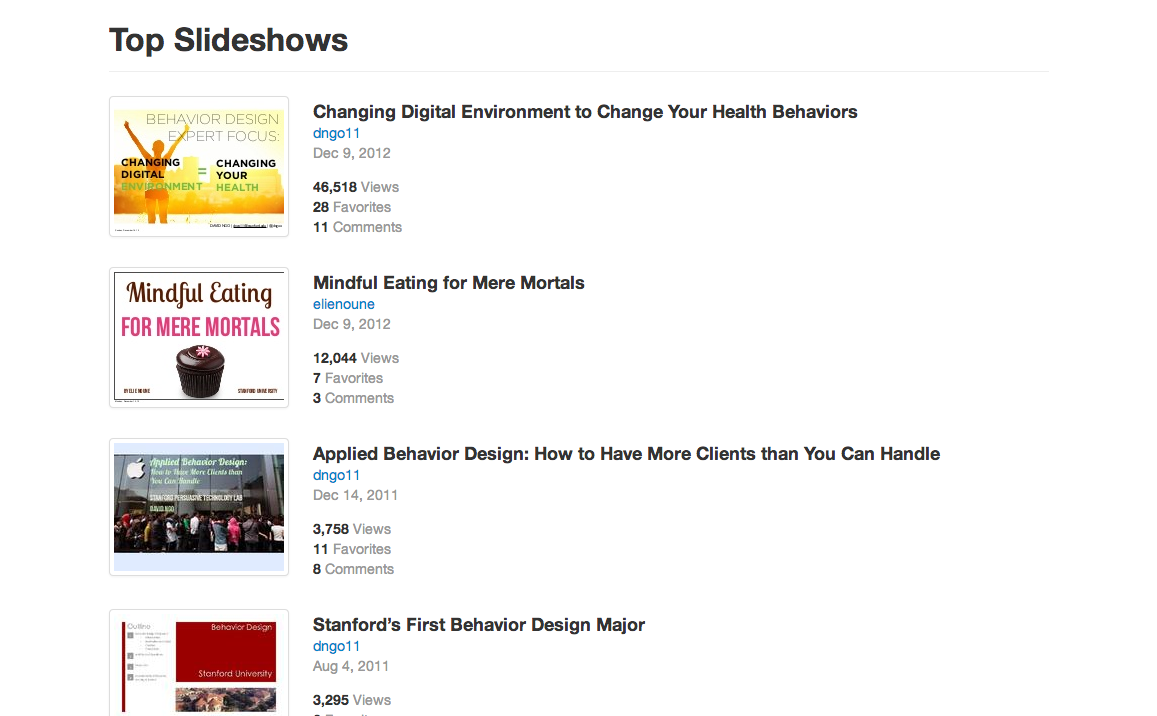 Top Slideshows
BEHAVIOR DESIGN
EXPERT FOCUS:
CHANGING
DIGITAL
ENVIRONMENT
=
CHANGING
YOUR
HEALTH
Changing Digital Environment to Change Your Health Behaviors
dngo11
Dec 9, 2012
46,518 Views
28 Favorites
11 Comments
Mindful Eating
FOR MERE MORTALS
BY ELIE NOUNE
STANFORD UNIVERSITY
Mindful Eating for Mere Mortals
elienoune
Dec 9, 2012
12,044 Views
7 Favorites
3 Comments
Applied Behavior Design:
How to Have More Clients than
You Can Handle
STANFORD PERSUASIVE TECHNOLOGY LAB
DAVID NGO
Applied Behavior Design: How to Have More Clients than You Can Handle
dngo11
Dec 14, 2011
3,758 Views
11 Favorites
8 Comments
Outline
Behavior Design
Stanford University
Stanford’s First Behavior Design Major
dngo11
Aug 4, 2011
3,295 Views